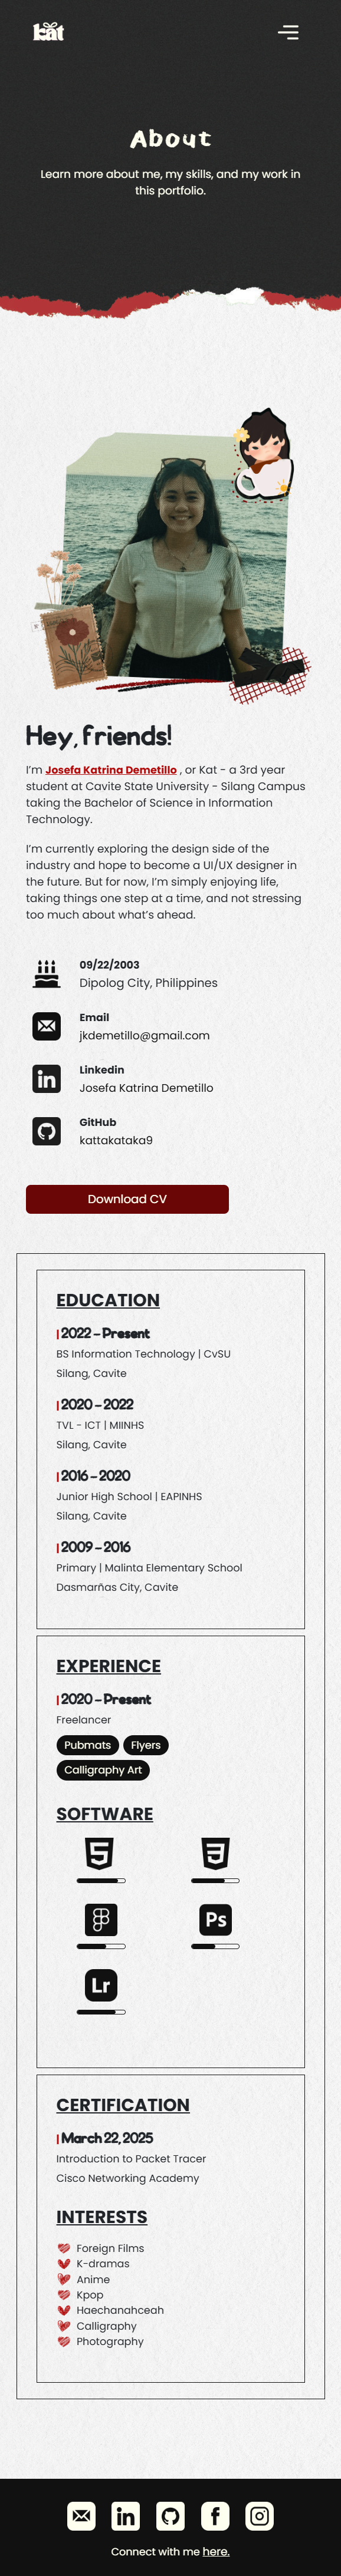 kat
About
Learn more about me, my skills, and my work in
this portfolio.
Hey, friends!
I'm Josefa Katrina Demetillo , or Kat - a 3rd year
student at Cavite State University - Silang Campus
taking the Bachelor of Science in Information
Technology.
I'm currently exploring the design side of the
industry and hope to become a UI/UX designer in
the future. But for now, I'm simply enjoying life,
taking things one step at a time, and not stressing
too much about what's ahead.
09/22/2003
Dipolog City, Philippines
Email
jkdemetillo@gmail.com
Linkedin
Josefa Katrina Demetillo
GitHub
kattakataka9
Download CV
EDUCATION
| 2022 – Present
BS Information Technology | CvSU
Silang, Cavite
| 2020 – 2022
TVL - ICT | MIINHS
Silang, Cavite
| 2016 – 2020
Junior High School | EAPINHS
Silang, Cavite
| 2009 – 2016
Primary | Malinta Elementary School
Dasmarñas City, Cavite
EXPERIENCE
| 2020 – Present
Freelancer
Pubmats Flyers
Calligraphy Art
SOFTWARE
5 3
Ps
Lr
CERTIFICATION
| March 22, 2025
Introduction to Packet Tracer
Cisco Networking Academy
INTERESTS
Foreign Films
K-dramas
Anime
Kpop
Haechanahceah
Calligraphy
Photography
Connect with me here.